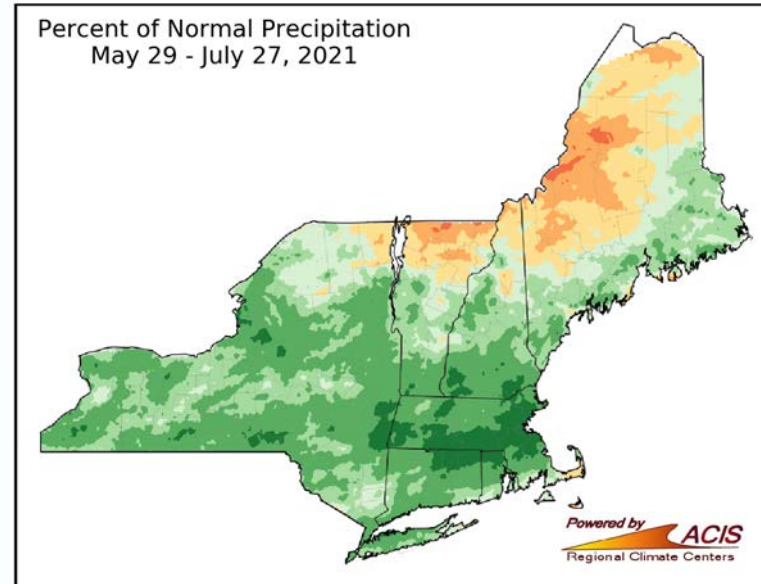 Percent of Normal Precipitation
May 29 - July 27, 2021
Powered by
ACIS
Regional Climate Centers